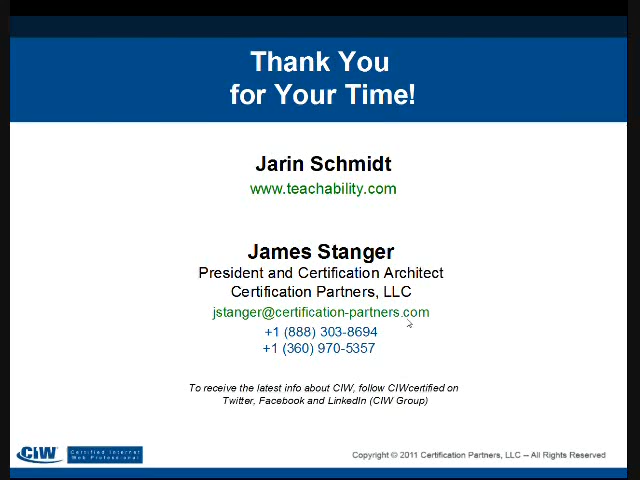 Thank You
for Your Time!
Jarin Schmidt
www.teachability.com
James Stanger
President and Certification Architect
Certification Partners, LLC
jstanger@certification-partners.com
+1 (888) 303-8694
+1 (360) 970-5357
To receive the latest info about CIW, follow CIWcertified on
Twitter, Facebook and LinkedIn (CIW Group)
CIW
Certified Internet
Web Professional
Copyright © 2011 Certification Partners, LLC -- All Rights Reserved